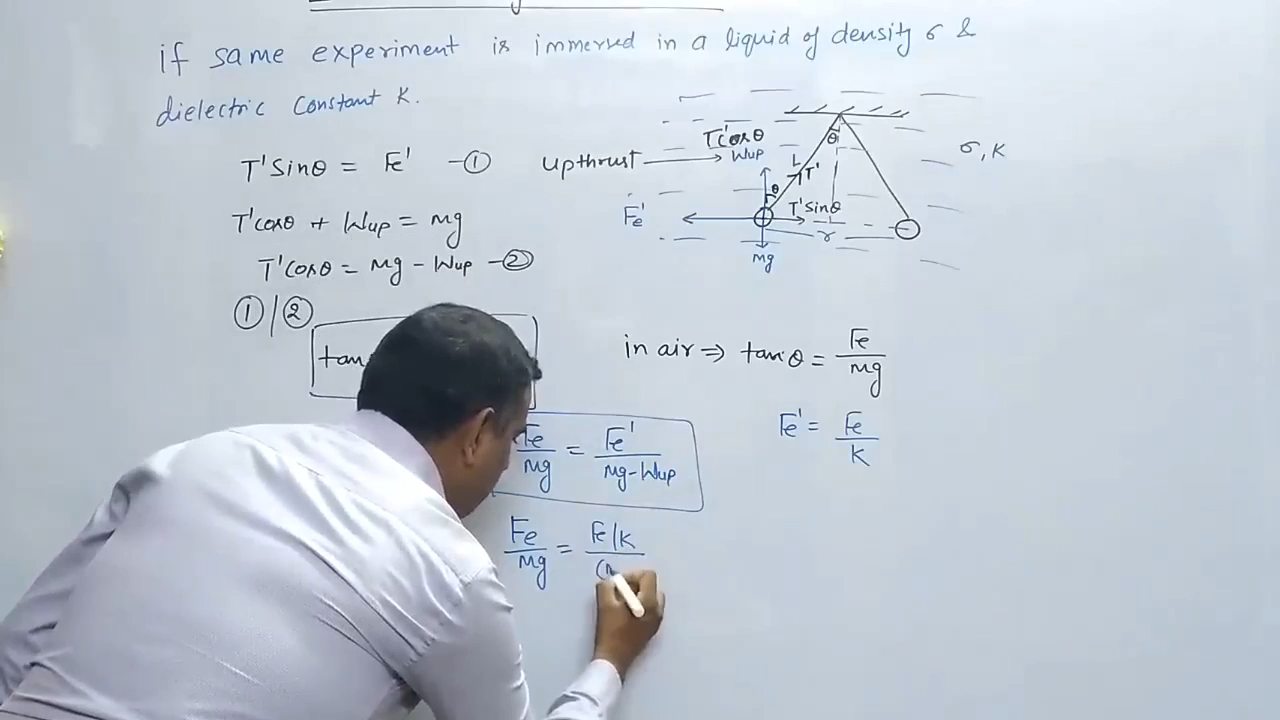 if same experiment is immersed in a liquid of density σ &
dielectric Constant K.
T'Sinθ = Fe' -①
T'cosθ + Wup = Mg
T'Cosθ = Mg - Wup -②
①/②
tan
Upthrust
T'Cosθ
Wup
θ
L
T'
θ
Fe'
T'sinθ
r
Mg
σ, K
in air ⇒ tanθ = Fe/Mg
Fe' = Fe/K
Fe/Mg = Fe'/Mg-Wup
Fe/Mg = Fe/K